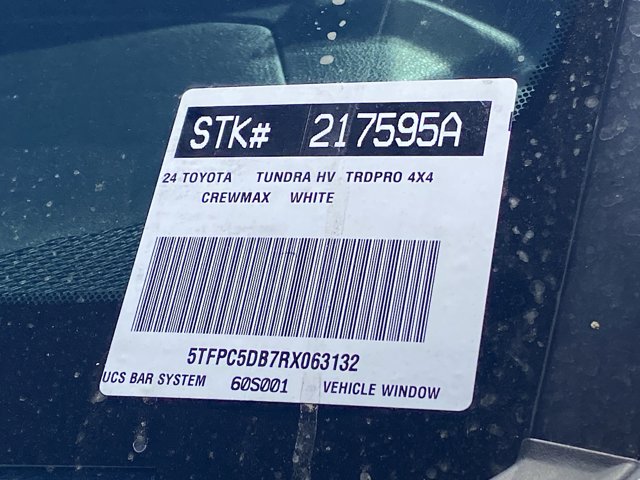 STK# 217595A
24 TOYOTA TUNDRA HV TRDPRO 4X4
CREWMAX WHITE
5TFPC5DB7RX063132
UCS BAR SYSTEM 60S001 VEHICLE WINDOW